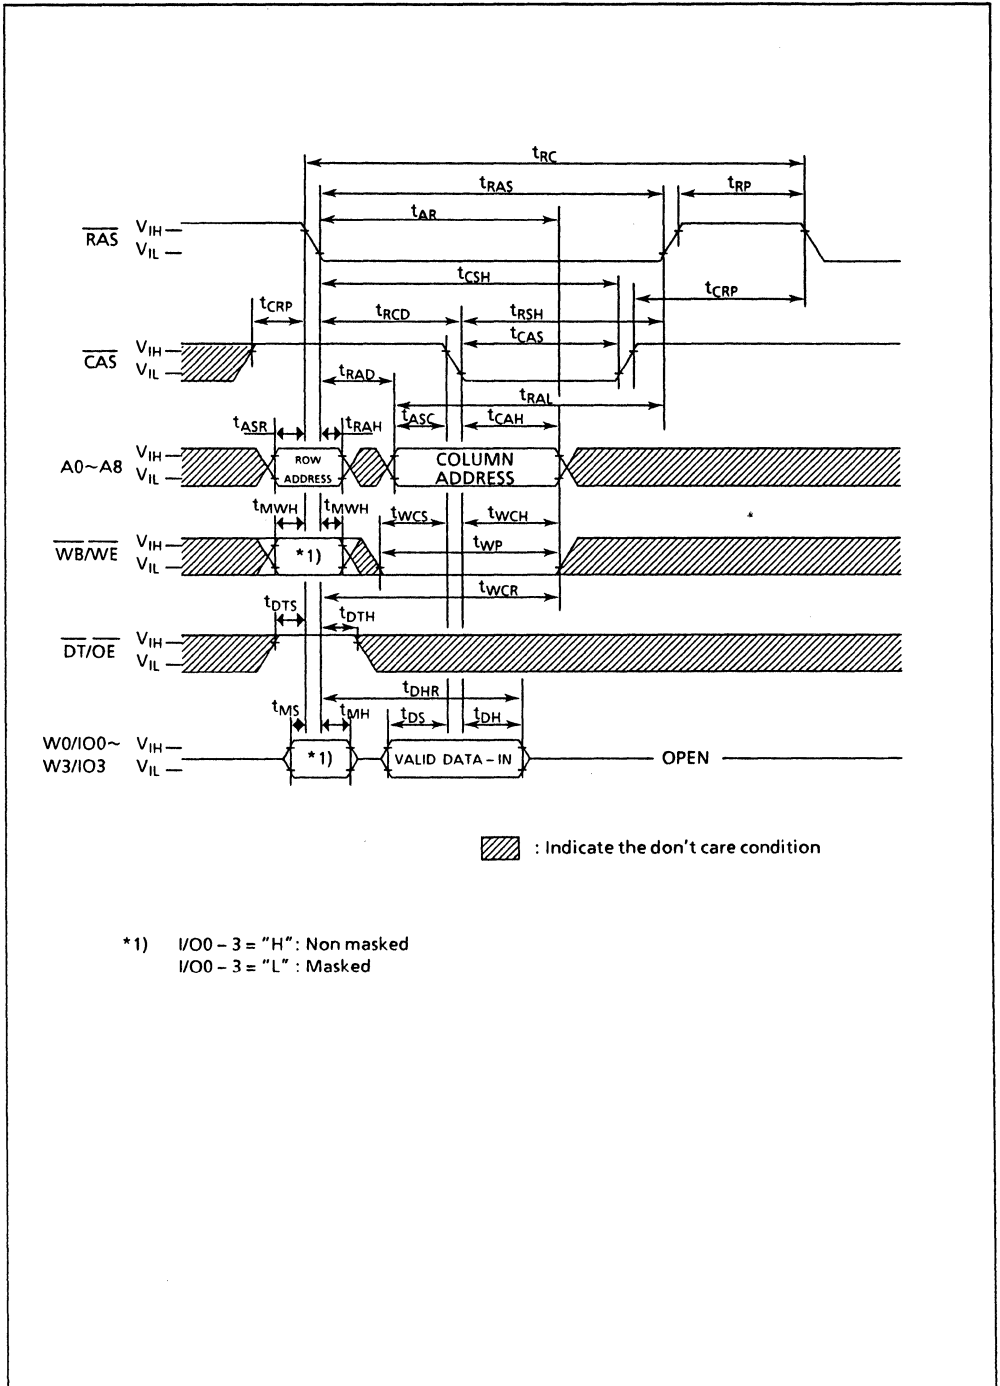 tRC
tRAS
tRP
tAR
RAS VIH
VIL
tCSH
tCRP
tCRP
tRCD
tRSH
tCAS
CAS VIH
VIL
tRAD
tRAL
tASR
tRAH
tASC
tCAH
A0~A8 VIH
VIL
ROW
ADDRESS
COLUMN
ADDRESS
tMWH
tMWH
tWCS
tWCH
WB/WE VIH
VIL
*1)
tWP
tWCR
tDTS
tDTH
DT/OE VIH
VIL
tDHR
tMS
tMH
tDS
tDH
W0/IO0~ VIH
W3/IO3 VIL
*1)
VALID DATA – IN
OPEN
: Indicate the don't care condition
*1) I/O0 – 3 = "H" : Non masked
I/O0 – 3 = "L" : Masked